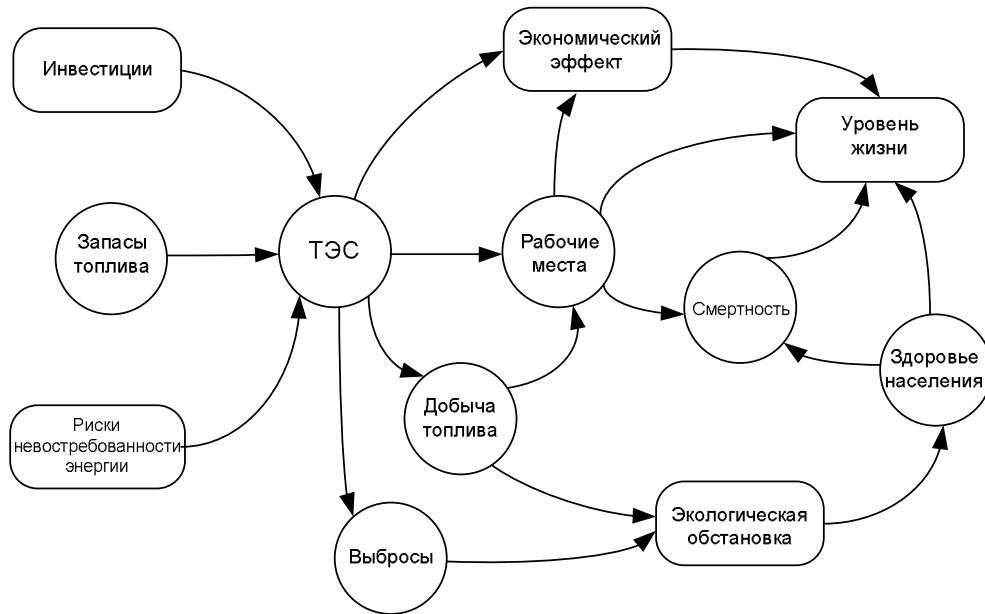 Экономический
эффект
Инвестиции
Уровень
жизни
Запасы
топлива
ТЭС
Рабочие
места
Смертность
Здоровье
населения
Риски
невостребованности
энергии
Добыча
топлива
Экологическая
обстановка
Выбросы